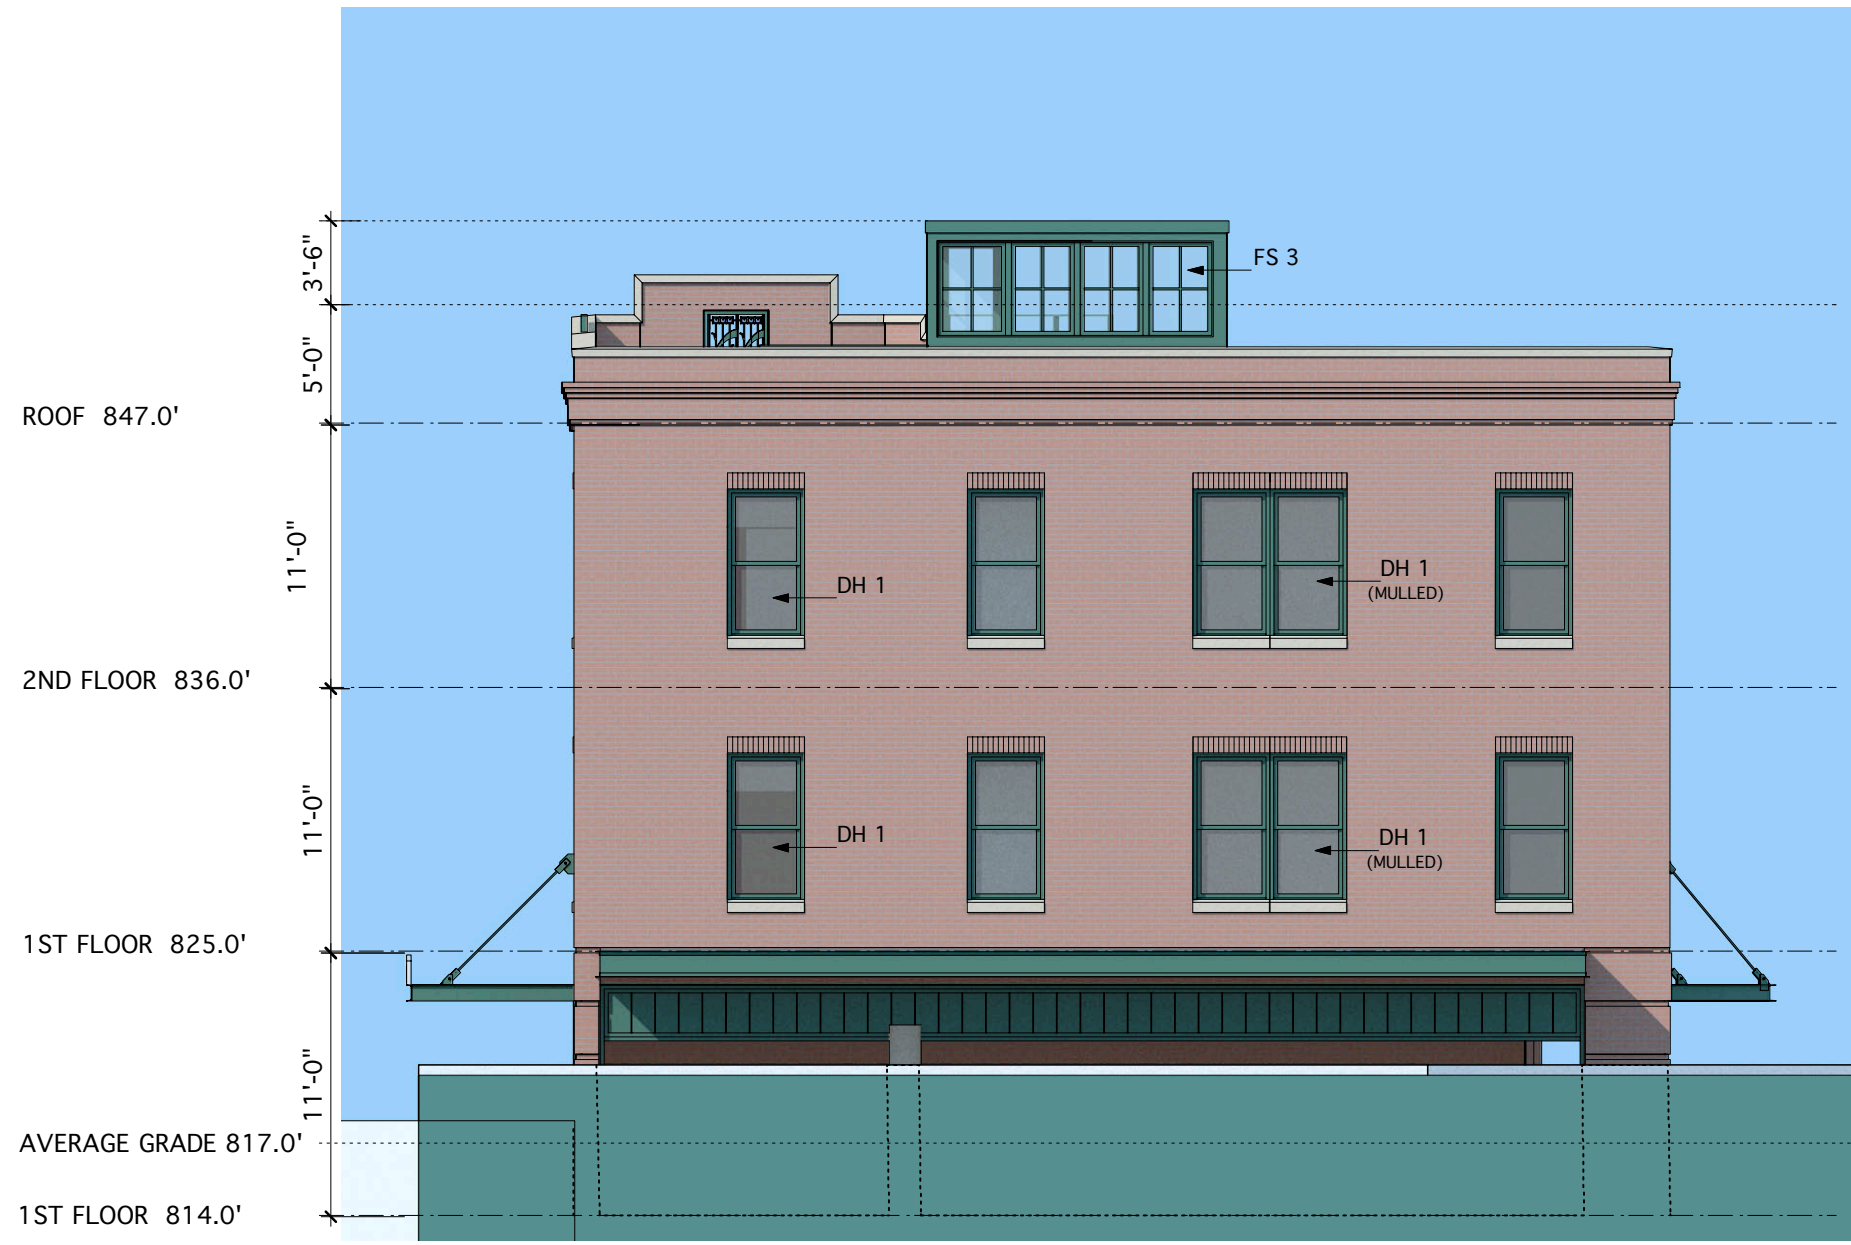 3'-6"
FS 3
5'-0"
ROOF 847.0'
11'-0"
DH 1
DH 1
(MULLED)
2ND FLOOR 836.0'
11'-0"
DH 1
DH 1
(MULLED)
1ST FLOOR 825.0'
11'-0"
AVERAGE GRADE 817.0'
1ST FLOOR 814.0'